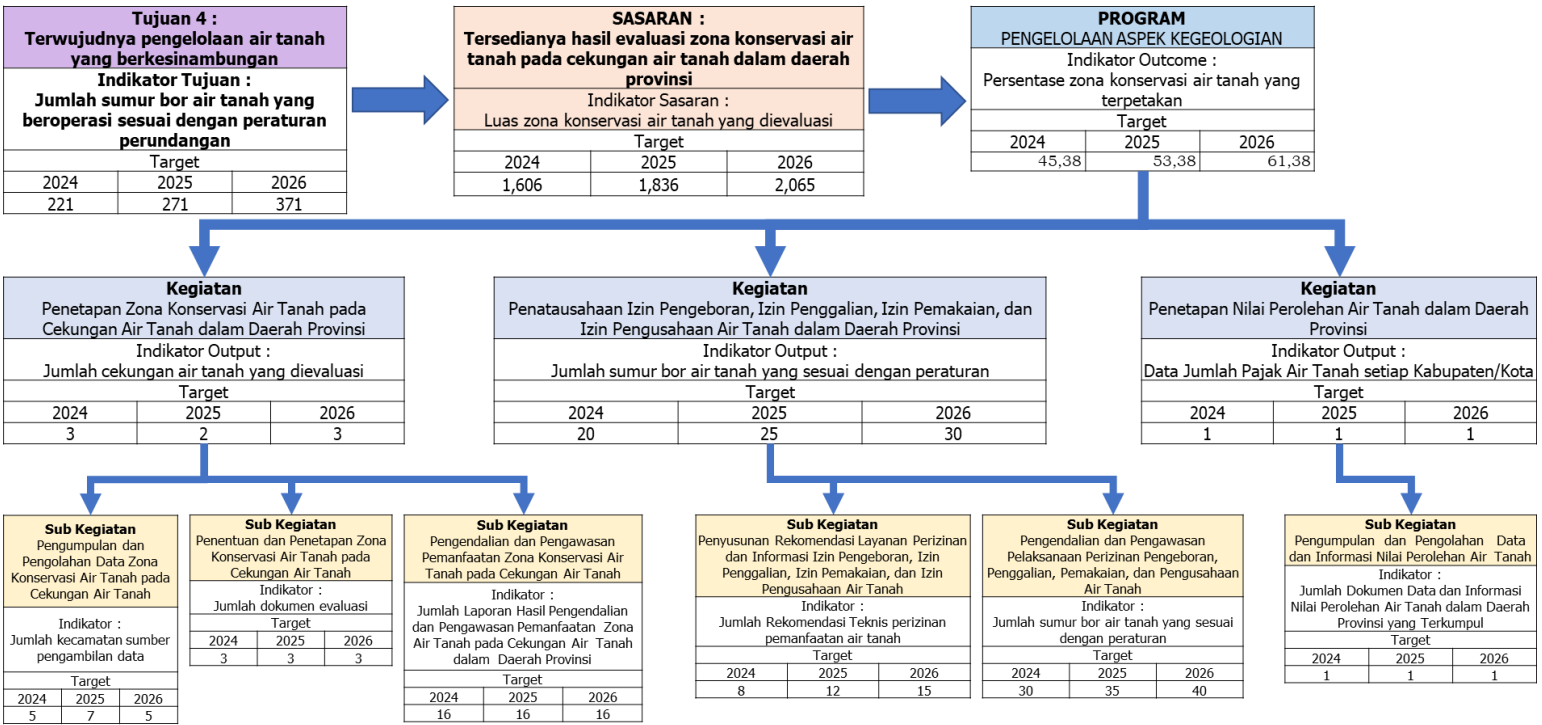 Tujuan 4 :
Terwujudnya pengelolaan air tanah
yang berkesinambungan
Indikator Tujuan :
Jumlah sumur bor air tanah yang
beroperasi sesuai dengan peraturan
perundangan
Target
2024 2025 2026
221 271 371
SASARAN :
Tersedianya hasil evaluasi zona konservasi air
tanah pada cekungan air tanah dalam daerah
provinsi
Indikator Sasaran :
Luas zona konservasi air tanah yang dievaluasi
Target
2024 2025 2026
1,606 1,836 2,065
PROGRAM
PENGELOLAAN ASPEK KEGEOLOGIAN
Indikator Outcome :
Persentase zona konservasi air tanah yang
terpetakan
Target
2024 2025 2026
45,38 53,38 61,38
Kegiatan
Penetapan Zona Konservasi Air Tanah pada
Cekungan Air Tanah dalam Daerah Provinsi
Indikator Output :
Jumlah cekungan air tanah yang dievaluasi
Target
2024 2025 2026
3 2 3
Kegiatan
Penatausahaan Izin Pengeboran, Izin Penggalian, Izin Pemakaian, dan
Izin Pengusahaan Air Tanah dalam Daerah Provinsi
Indikator Output :
Jumlah sumur bor air tanah yang sesuai dengan peraturan
Target
2024 2025 2026
20 25 30
Kegiatan
Penetapan Nilai Perolehan Air Tanah dalam Daerah
Provinsi
Indikator Output :
Data Jumlah Pajak Air Tanah setiap Kabupaten/Kota
Target
2024 2025 2026
1 1 1
Sub Kegiatan
Pengumpulan dan
Pengolahan Data Zona
Konservasi Air Tanah pada
Cekungan Air Tanah
Indikator :
Jumlah kecamatan sumber
pengambilan data
Target
2024 2025 2026
5 7 5
Sub Kegiatan
Penentuan dan Penetapan Zona
Konservasi Air Tanah pada
Cekungan Air Tanah
Indikator :
Jumlah dokumen evaluasi
Target
2024 2025 2026
3 3 3
Sub Kegiatan
Pengendalian dan Pengawasan
Pemanfaatan Zona Konservasi Air
Tanah pada Cekungan Air Tanah
Indikator :
Jumlah Laporan Hasil Pengendalian
dan Pengawasan Pemanfaatan Zona
Air Tanah pada Cekungan Air Tanah
dalam Daerah Provinsi
Target
2024 2025 2026
16 16 16
Sub Kegiatan
Penyusunan Rekomendasi Layanan Perizinan
dan Informasi Izin Pengeboran, Izin
Penggalian, Izin Pemakaian, dan Izin
Pengusahaan Air Tanah
Indikator :
Jumlah Rekomendasi Teknis perizinan
pemanfaatan air tanah
Target
2024 2025 2026
8 12 15
Sub Kegiatan
Pengendalian dan Pengawasan
Pelaksanaan Perizinan Pengeboran,
Penggalian, Pemakaian, dan Pengusahaan
Air Tanah
Indikator :
Jumlah sumur bor air tanah yang sesuai
dengan peraturan
Target
2024 2025 2026
30 35 40
Sub Kegiatan
Pengumpulan dan Pengolahan Data
dan Informasi Nilai Perolehan Air Tanah
Indikator :
Jumlah Dokumen Data dan Informasi
Nilai Perolehan Air Tanah dalam Daerah
Provinsi yang Terkumpul
Target
2024 2025 2026
1 1 1